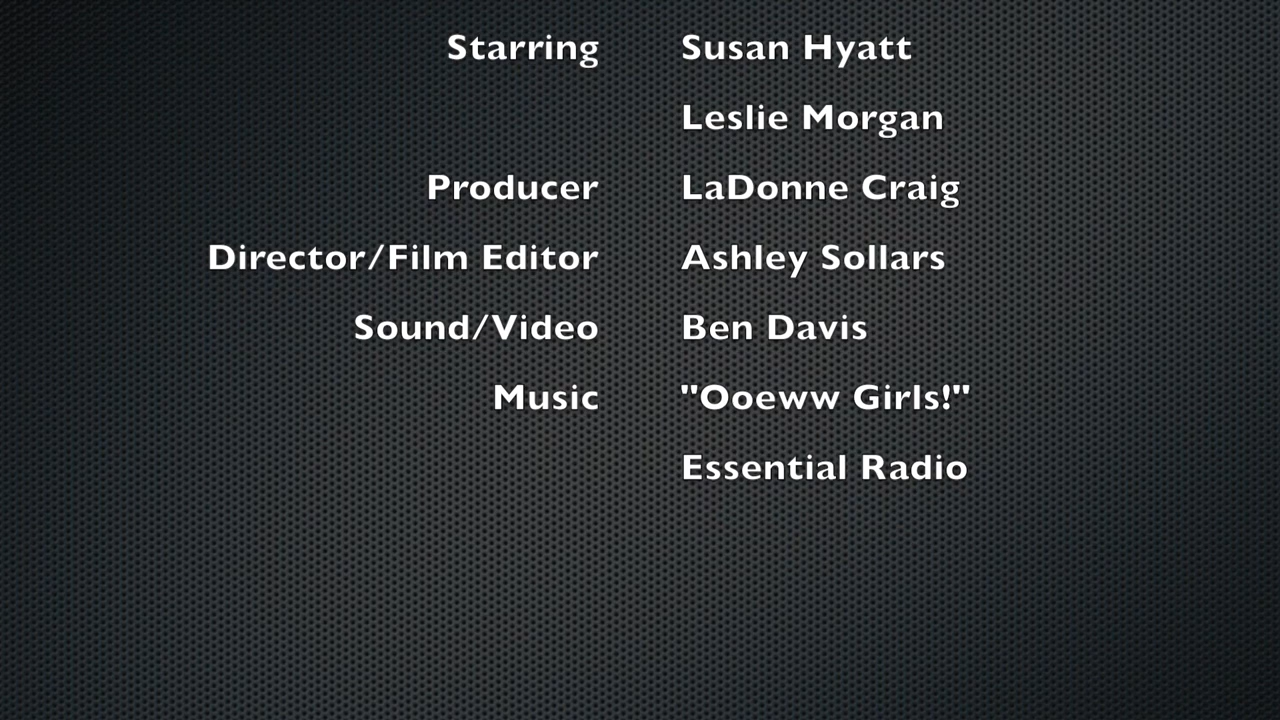 Starring Susan Hyatt
Leslie Morgan
Producer LaDonne Craig
Director/Film Editor Ashley Sollars
Sound/Video Ben Davis
Music "Ooeww Girls!"
Essential Radio